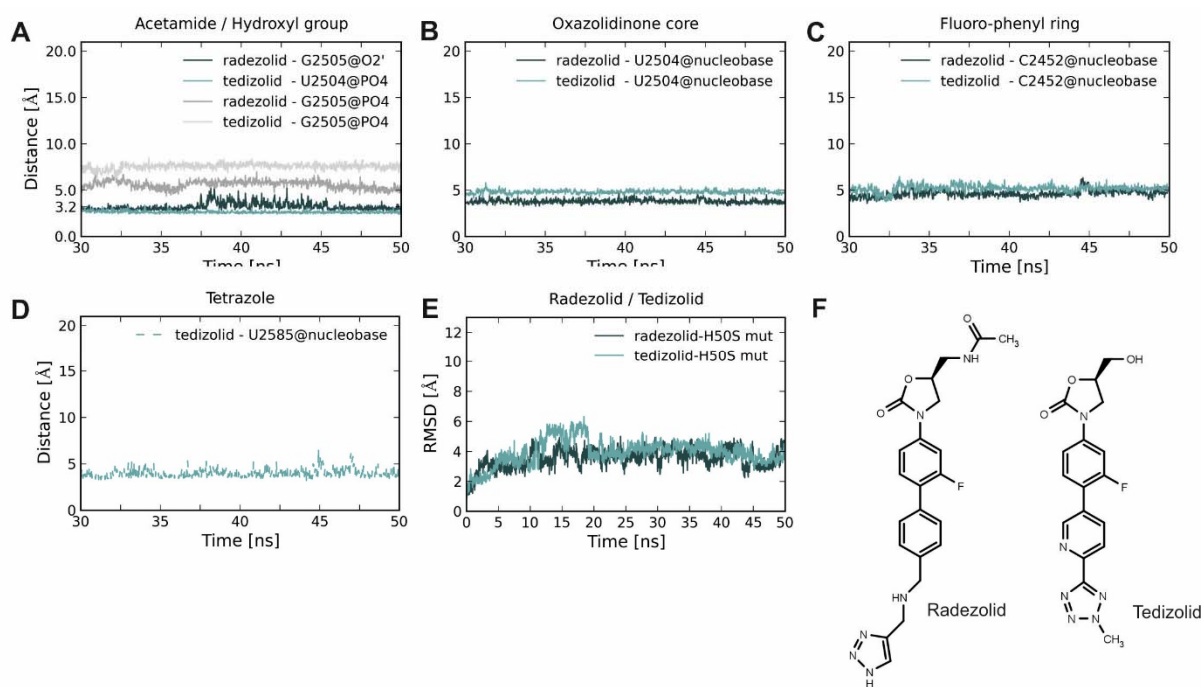 A
Acetamide / Hydroxyl group
Distance [Å]
20.0
15.0
10.0
5.0
3.2
0.0
radezolid - G2505@O2'
tedizolid - U2504@PO4
radezolid - G2505@PO4
tedizolid - G2505@PO4
30 35 40 45 50
Time [ns]
B
Oxazolidinone core
20
15
10
5
0
radezolid - U2504@nucleobase
tedizolid - U2504@nucleobase
30 35 40 45 50
Time [ns]
C
Fluoro-phenyl ring
20
15
10
5
0
radezolid - C2452@nucleobase
tedizolid - C2452@nucleobase
30 35 40 45 50
Time [ns]
D
Tetrazole
Distance [Å]
20
15
10
5
0
tedizolid - U2585@nucleobase
30 35 40 45 50
Time [ns]
E
Radezolid / Tedizolid
RMSD [Å]
12
10
8
6
4
2
0
radezolid-H50S mut
tedizolid-H50S mut
0 5 10 15 20 25 30 35 40 45 50
Time [ns]
F
O
CH3
NH
O
O
N
F
HN
N
N
N
H
Radezolid
OH
O
O
N
F
N
N
N
N
N
CH3
Tedizolid